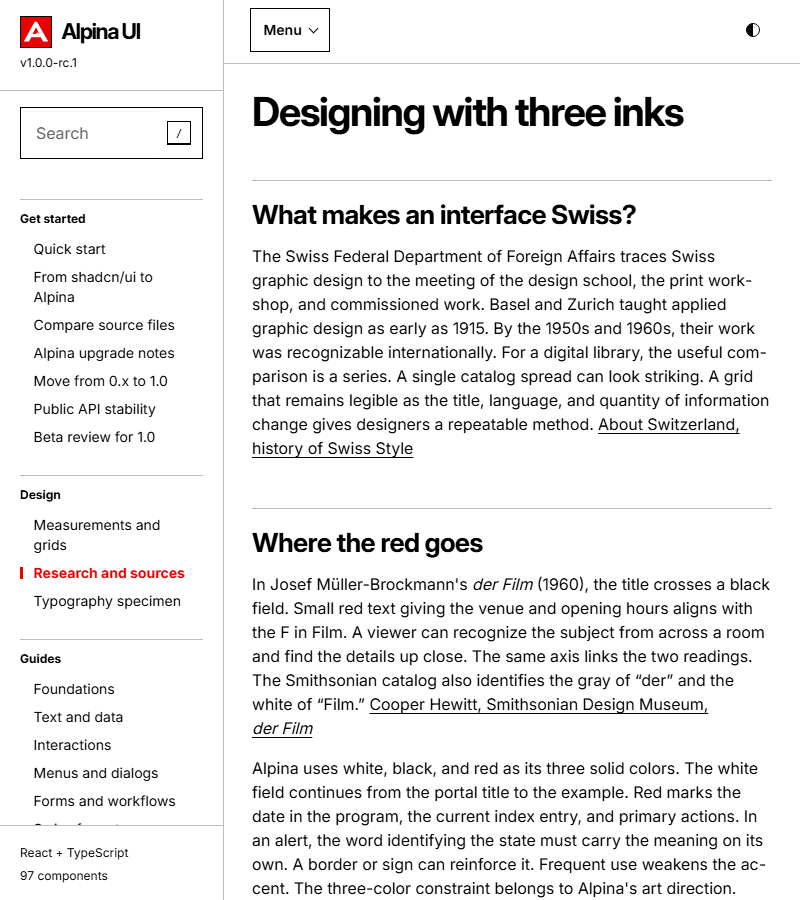 Alpina UI
v1.0.0-rc.1
Search
/
Get started
Quick start
From shadcn/ui to
Alpina
Compare source files
Alpina upgrade notes
Move from 0.x to 1.0
Public API stability
Beta review for 1.0
Design
Measurements and
grids
Research and sources
Typography specimen
Guides
Foundations
Text and data
Interactions
Menus and dialogs
Forms and workflows
React + TypeScript
97 components
Menu
Designing with three inks
What makes an interface Swiss?
The Swiss Federal Department of Foreign Affairs traces Swiss
graphic design to the meeting of the design school, the print work-
shop, and commissioned work. Basel and Zurich taught applied
graphic design as early as 1915. By the 1950s and 1960s, their work
was recognizable internationally. For a digital library, the useful com-
parison is a series. A single catalog spread can look striking. A grid
that remains legible as the title, language, and quantity of information
change gives designers a repeatable method. About Switzerland,
history of Swiss Style
Where the red goes
In Josef Müller-Brockmann's der Film (1960), the title crosses a black
field. Small red text giving the venue and opening hours aligns with
the F in Film. A viewer can recognize the subject from across a room
and find the details up close. The same axis links the two readings.
The Smithsonian catalog also identifies the gray of “der” and the
white of “Film.” Cooper Hewitt, Smithsonian Design Museum,
der Film
Alpina uses white, black, and red as its three solid colors. The white
field continues from the portal title to the example. Red marks the
date in the program, the current index entry, and primary actions. In
an alert, the word identifying the state must carry the meaning on its
own. A border or sign can reinforce it. Frequent use weakens the ac-
cent. The three-color constraint belongs to Alpina's art direction.